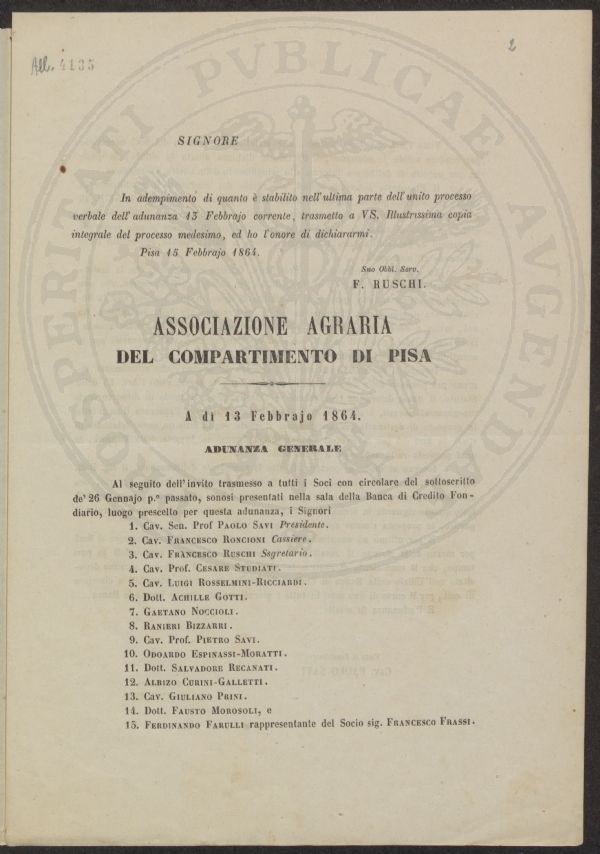 2
All. 4135
PROSPERITATI PVBLICAE AVGENDAE
SIGNORE
In adempimento di quanto è stabilito nell'ultima parte dell'unito processo
verbale dell'adunanza 13 Febbrajo corrente, trasmetto a VS. Illustrissima copia
integrale del processo medesimo, ed ho l'onore di dichiararmi.
Pisa 15 Febbrajo 1864.
Suo Obbl. Serv.
F. RUSCHI.
ASSOCIAZIONE AGRARIA
DEL COMPARTIMENTO DI PISA
A dì 13 Febbrajo 1864.
ADUNANZA GENERALE
Al seguito dell'invito trasmesso a tutti i Soci con circolare del sottoscritto
de' 26 Gennajo p.º passato, sonosi presentati nella sala della Banca di Credito Fon-
diario, luogo prescelto per questa adunanza, i Signori
1. Cav. Sen. Prof PAOLO SAVI Presidente.
2. Cav. FRANCESCO RONCIONI Cassiere.
3. Cav. FRANCESCO RUSCHI Ssgretario.
4. Cav. Prof. CESARE STUDIATI.
5. Cav. LUIGI ROSSELMINI-RICCIARDI.
6. Dott. ACHILLE GOTTI.
7. GAETANO NOCCIOLI.
8. RANIERI BIZZARRI.
9. Cav. Prof. PIETRO SAVI.
10. ODOARDO ESPINASSI-MORATTI.
11. Dott. SALVADORE RECANATI.
12. ALBIZO CURINI-GALLETTI.
13. Cav. GIULIANO PRINI.
14. Dott. FAUSTO MOROSOLI, e
15. FERDINANDO FARULLI rappresentante del Socio sig. FRANCESCO FRASSI.